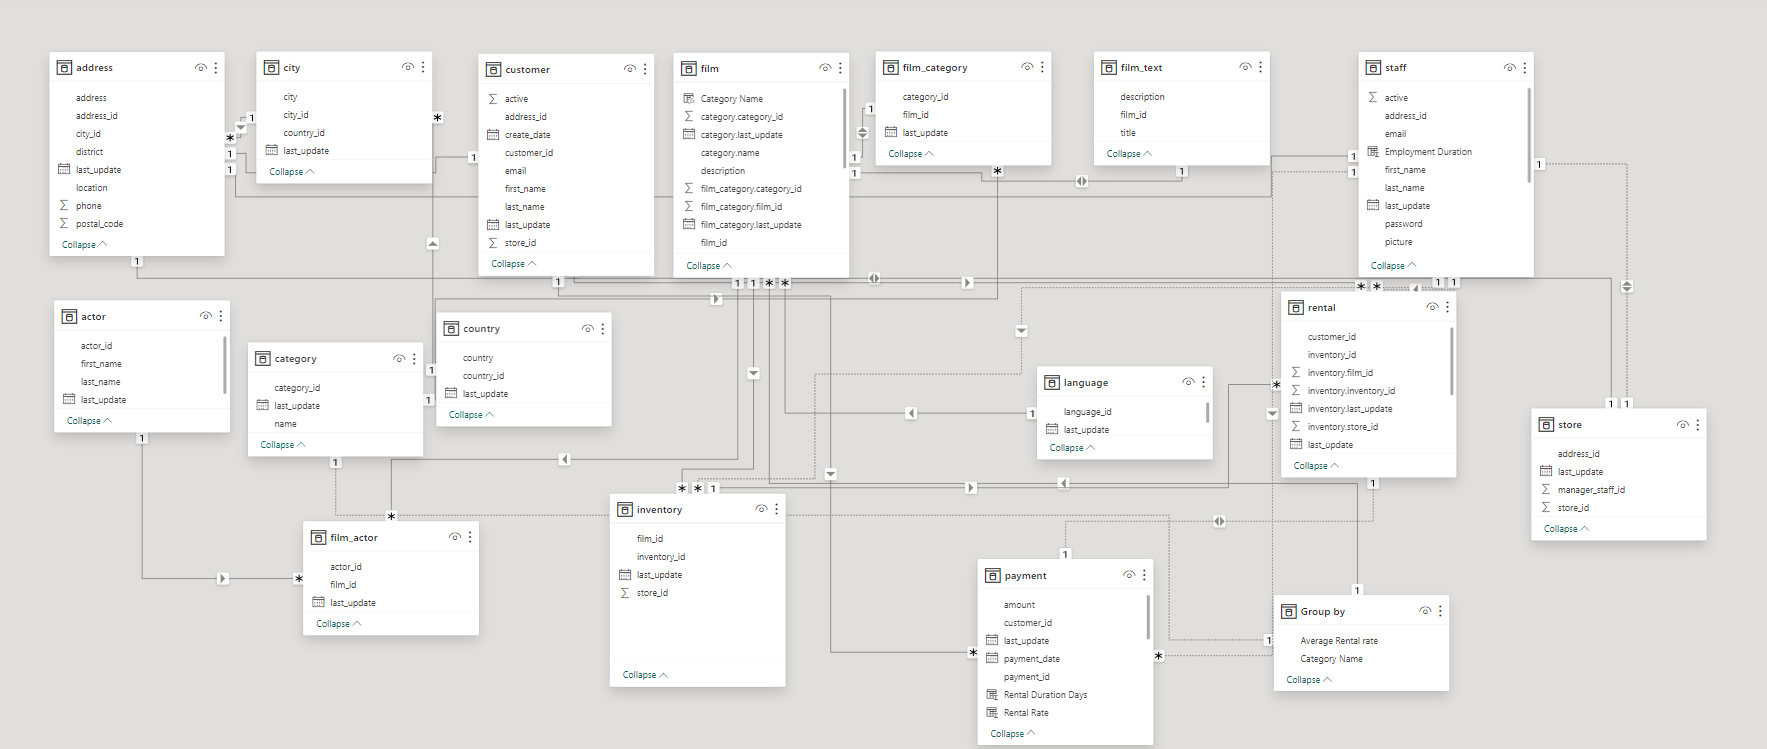 address
address
address_id
city_id
district
last_update
location
phone
postal_code
Collapse
city
city
city_id
country_id
last_update
Collapse
customer
active
address_id
create_date
customer_id
email
first_name
last_name
last_update
store_id
Collapse
film
Category Name
category.category_id
category.last_update
category.name
description
film_category.category_id
film_category.film_id
film_category.last_update
film_id
Collapse
film_category
category_id
film_id
last_update
Collapse
film_text
description
film_id
title
Collapse
staff
active
address_id
email
Employment Duration
first_name
last_name
last_update
password
picture
Collapse
actor
actor_id
first_name
last_name
last_update
Collapse
category
category_id
last_update
name
Collapse
country
country
country_id
last_update
Collapse
language
language_id
last_update
Collapse
rental
customer_id
inventory_id
inventory.film_id
inventory.inventory_id
inventory.last_update
inventory.store_id
last_update
Collapse
store
address_id
last_update
manager_staff_id
store_id
Collapse
film_actor
actor_id
film_id
last_update
Collapse
inventory
film_id
inventory_id
last_update
store_id
Collapse
payment
amount
customer_id
last_update
payment_date
payment_id
Rental Duration Days
Rental Rate
Collapse
Group by
Average Rental rate
Category Name
Collapse